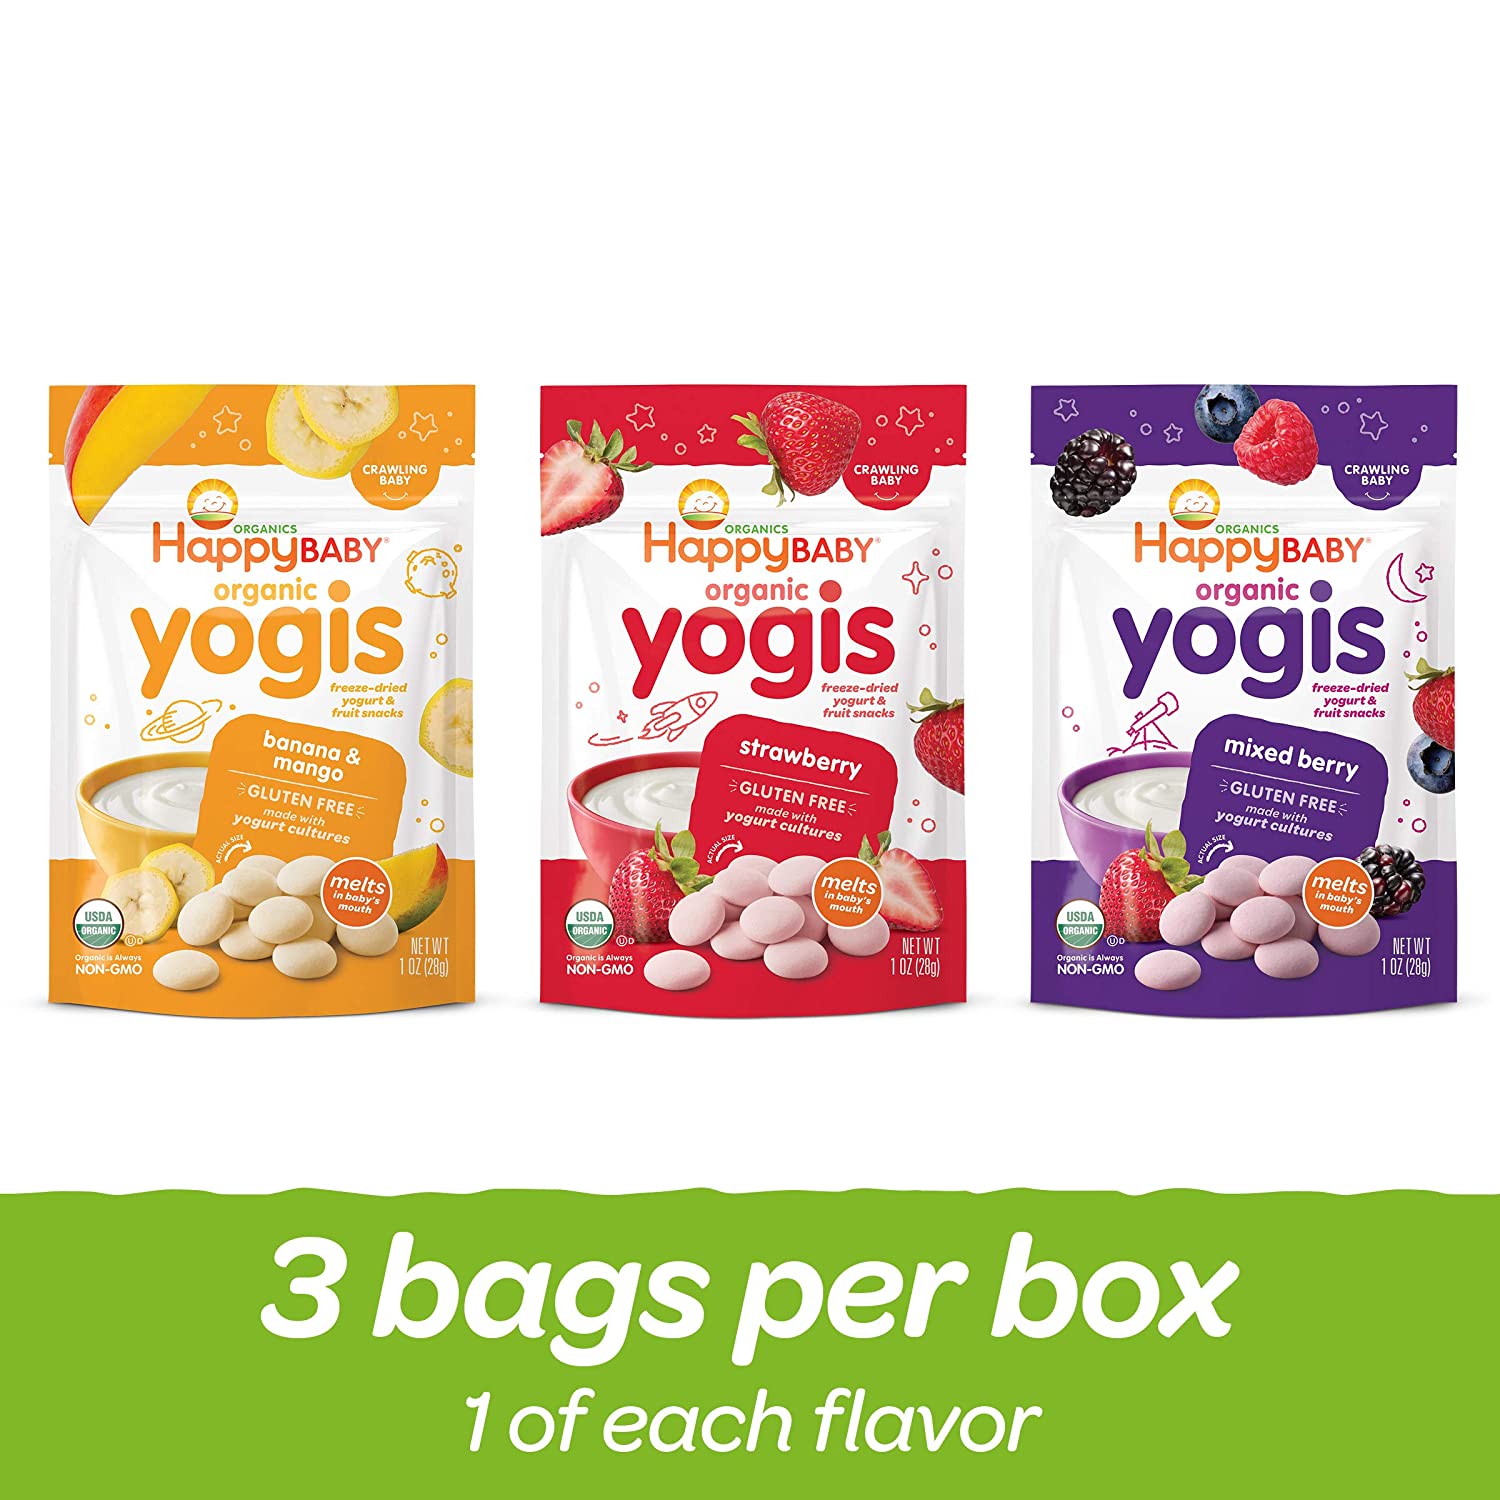 CRAWLING
BABY
ORGANICS
HappyBABY®
organic
yogis
freeze-dried
yogurt &
fruit snacks
banana &
mango
GLUTEN FREE
made with
yogurt cultures
ACTUAL SIZE
melts
in baby's
mouth
USDA
ORGANIC
U D
Organic is Always
NON-GMO
NET WT
1 OZ (28g)
CRAWLING
BABY
ORGANICS
HappyBABY®
organic
yogis
freeze-dried
yogurt &
fruit snacks
strawberry
GLUTEN FREE
made with
yogurt cultures
ACTUAL SIZE
melts
in baby's
mouth
USDA
ORGANIC
U D
Organic is Always
NON-GMO
NET WT
1 OZ (28g)
CRAWLING
BABY
ORGANICS
HappyBABY®
organic
yogis
freeze-dried
yogurt &
fruit snacks
mixed berry
GLUTEN FREE
made with
yogurt cultures
ACTUAL SIZE
melts
in baby's
mouth
USDA
ORGANIC
U D
Organic is Always
NON-GMO
NET WT
1 OZ (28g)
3 bags per box
1 of each flavor